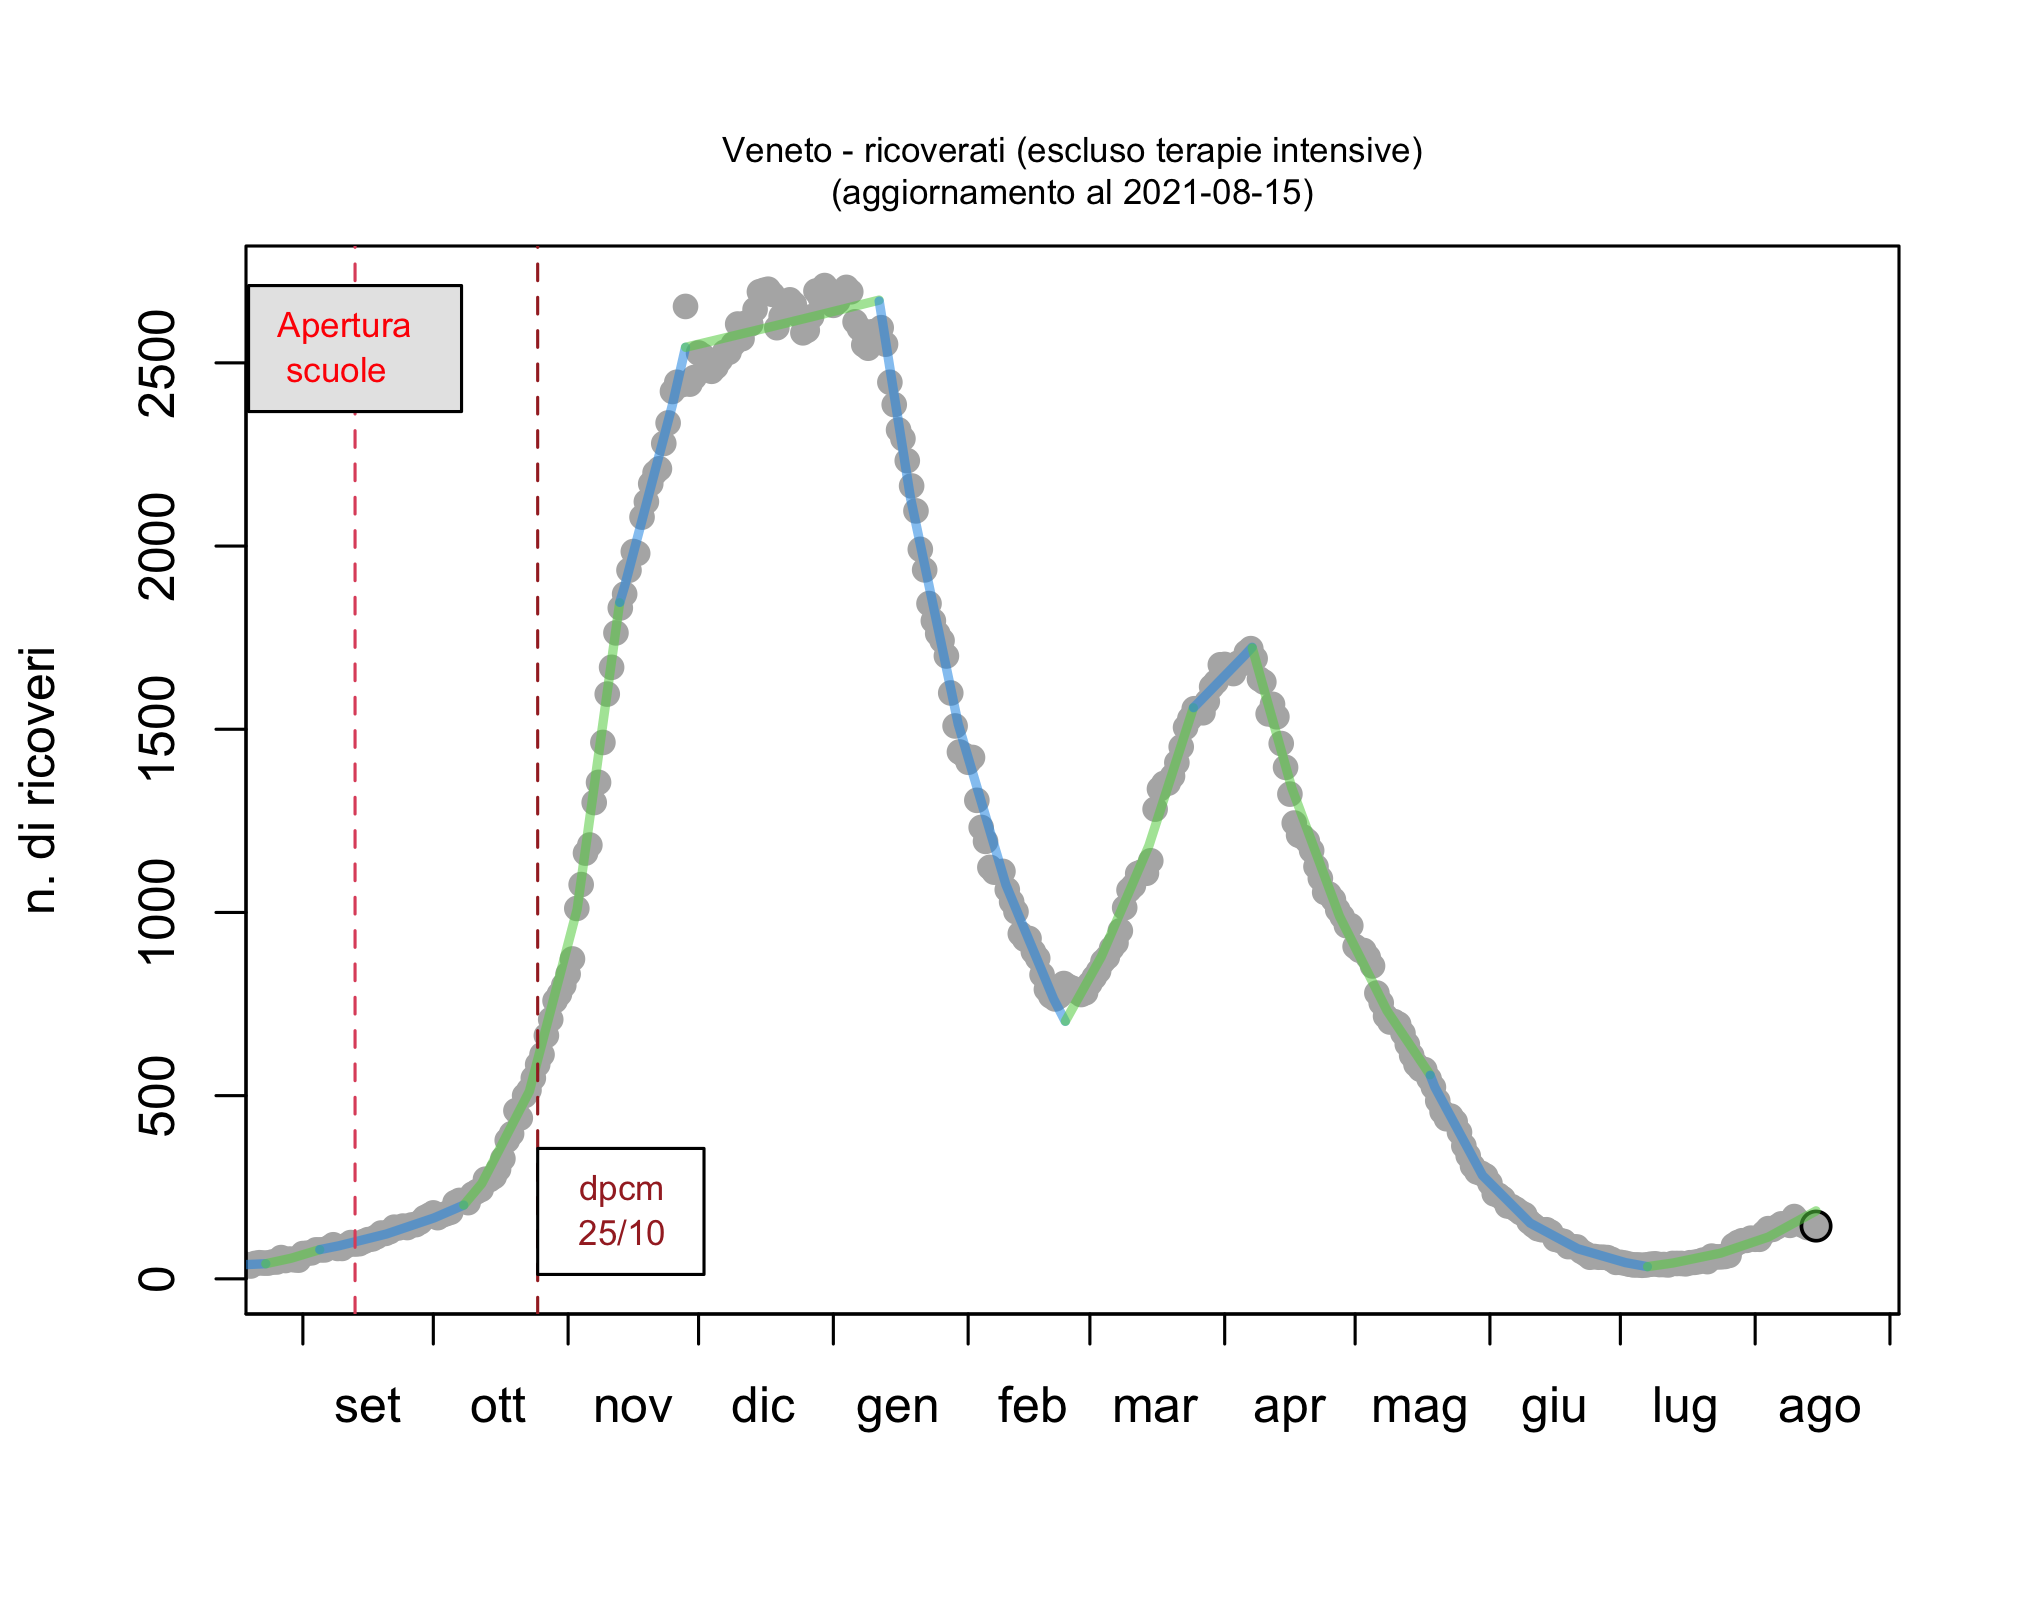 Veneto - ricoverati (escluso terapie intensive)
(aggiornamento al 2021-08-15)
Apertura
scuole
dpcm
25/10
n. di ricoveri
2500
2000
1500
1000
500
0
set ott nov dic gen feb mar apr mag giu lug ago